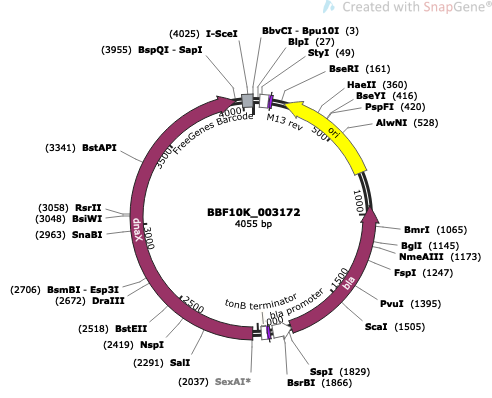 Created with SnapGene®
(4025) I-SceI
BbvCI - Bpu10I (3)
(3955) BspQI - SapI
BlpI (27)
StyI (49)
BseRI (161)
HaeII (360)
BseYI (416)
PspFI (420)
AlwNI (528)
4000
FreeGenes Barcode
M13 rev
500
ori
3500
(3341) BstAPI
1000
(3058) RsrII
(3048) BsiWI
(2963) SnaBI
dnaX
3000
BBF10K_003172
4055 bp
BmrI (1065)
BglI (1145)
NmeAIII (1173)
FspI (1247)
1500
bla
(2706) BsmBI - Esp3I
(2672) DraIII
2500
tonB terminator
bla promoter
PvuI (1395)
ScaI (1505)
(2518) BstEII
(2419) NspI
(2291) SalI
(2037) SexAI*
SspI (1829)
BsrBI (1866)